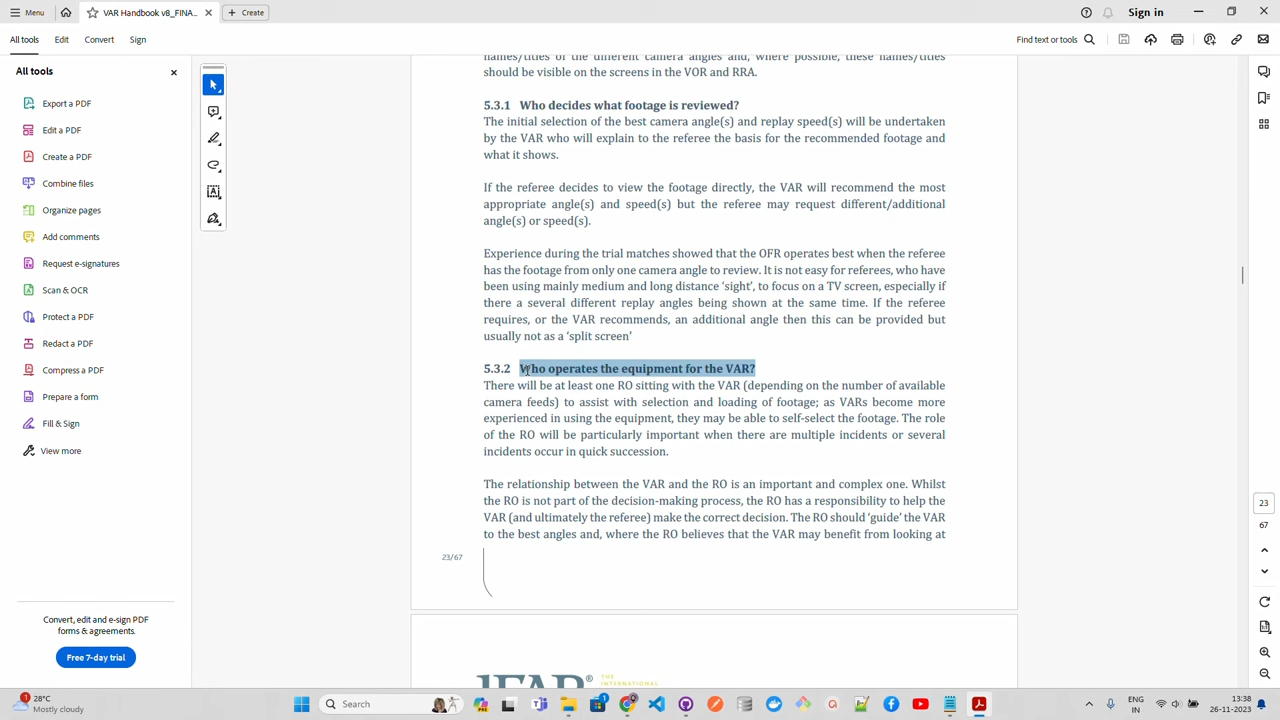 Menu
VAR Handbook v8_FINA...
Create
Sign in
All tools
Edit
Convert
Sign
Find text or tools
All tools
Export a PDF
Edit a PDF
Create a PDF
Combine files
Organize pages
Add comments
Request e-signatures
Scan & OCR
Protect a PDF
Redact a PDF
Compress a PDF
Prepare a form
Fill & Sign
View more
Convert, edit and e-sign PDF
forms & agreements.
Free 7-day trial
names/titles of the different camera angles and, where possible, these names/titles
should be visible on the screens in the VOR and RRA.
5.3.1 Who decides what footage is reviewed?
The initial selection of the best camera angle(s) and replay speed(s) will be undertaken
by the VAR who will explain to the referee the basis for the recommended footage and
what it shows.
If the referee decides to view the footage directly, the VAR will recommend the most
appropriate angle(s) and speed(s) but the referee may request different/additional
angle(s) or speed(s).
Experience during the trial matches showed that the OFR operates best when the referee
has the footage from only one camera angle to review. It is not easy for referees, who have
been using mainly medium and long distance ‘sight’, to focus on a TV screen, especially if
there a several different replay angles being shown at the same time. If the referee
requires, or the VAR recommends, an additional angle then this can be provided but
usually not as a ‘split screen’
5.3.2 Who operates the equipment for the VAR?
There will be at least one RO sitting with the VAR (depending on the number of available
camera feeds) to assist with selection and loading of footage; as VARs become more
experienced in using the equipment, they may be able to self-select the footage. The role
of the RO will be particularly important when there are multiple incidents or several
incidents occur in quick succession.
The relationship between the VAR and the RO is an important and complex one. Whilst
the RO is not part of the decision-making process, the RO has a responsibility to help the
VAR (and ultimately the referee) make the correct decision. The RO should ‘guide’ the VAR
to the best angles and, where the RO believes that the VAR may benefit from looking at
23/67
THE
INTERNATIONAL
23
67
28°C
Mostly cloudy
1
Search
ENG
IN
13:38
26-11-2023